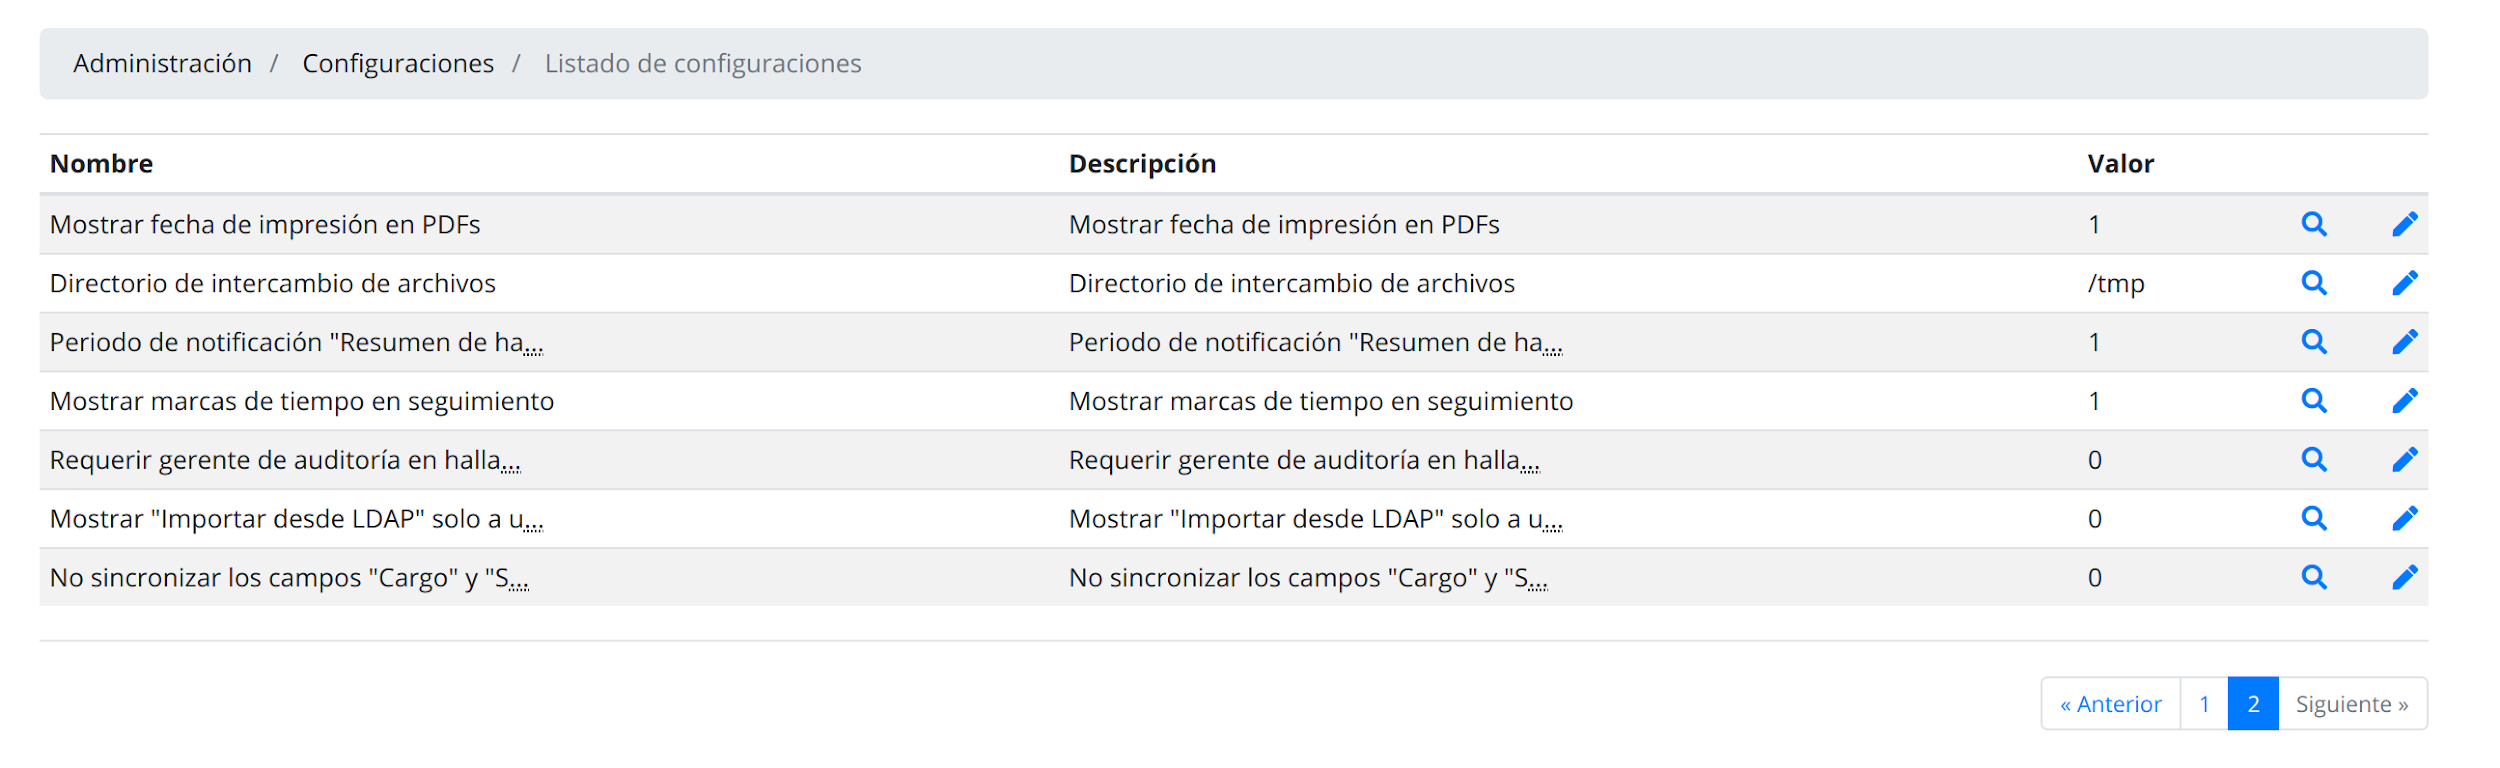 Administración / Configuraciones / Listado de configuraciones
Nombre Descripción Valor
Mostrar fecha de impresión en PDFs Mostrar fecha de impresión en PDFs 1
Directorio de intercambio de archivos Directorio de intercambio de archivos /tmp
Periodo de notificación "Resumen de ha... Periodo de notificación "Resumen de ha... 1
Mostrar marcas de tiempo en seguimiento Mostrar marcas de tiempo en seguimiento 1
Requerir gerente de auditoría en halla... Requerir gerente de auditoría en halla... 0
Mostrar "Importar desde LDAP" solo a u... Mostrar "Importar desde LDAP" solo a u... 0
No sincronizar los campos "Cargo" y "S... No sincronizar los campos "Cargo" y "S... 0
« Anterior 1 2 Siguiente »